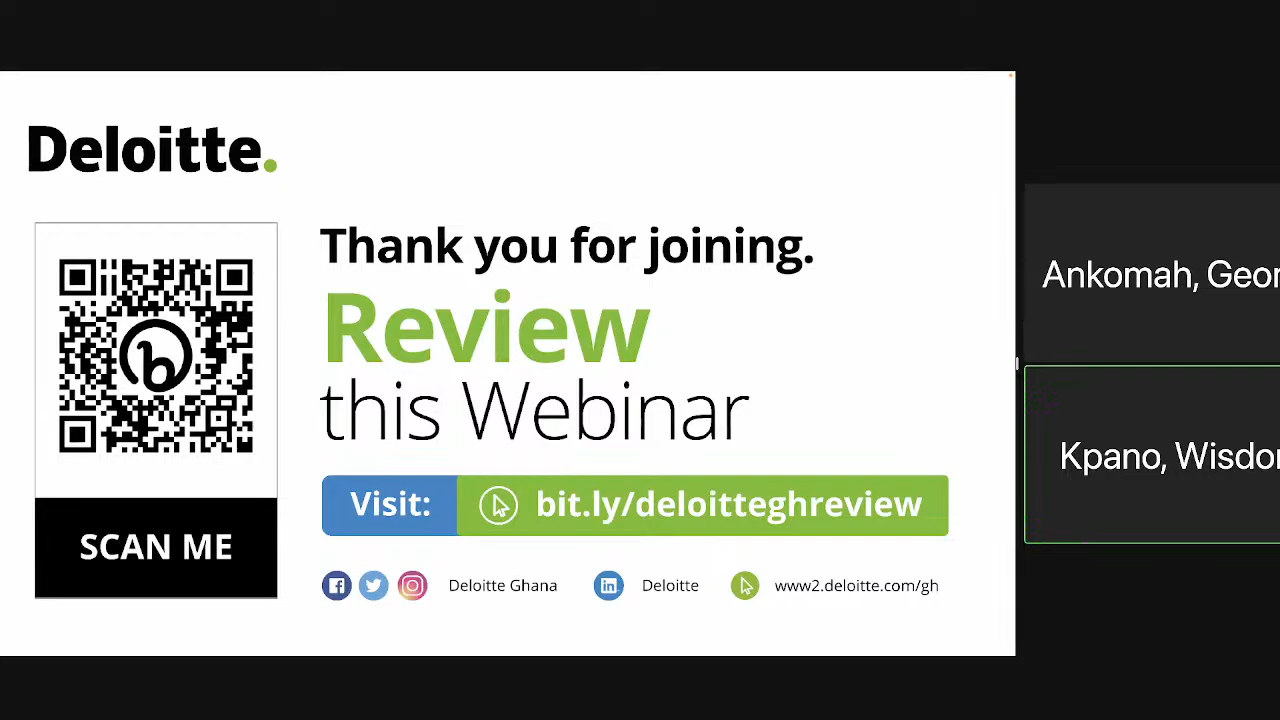 Deloitte.
Thank you for joining.
Review
this Webinar
Visit: bit.ly/deloitteghreview
SCAN ME
Deloitte Ghana Deloitte www2.deloitte.com/gh
Ankomah, Geor
Kpano, Wisdo